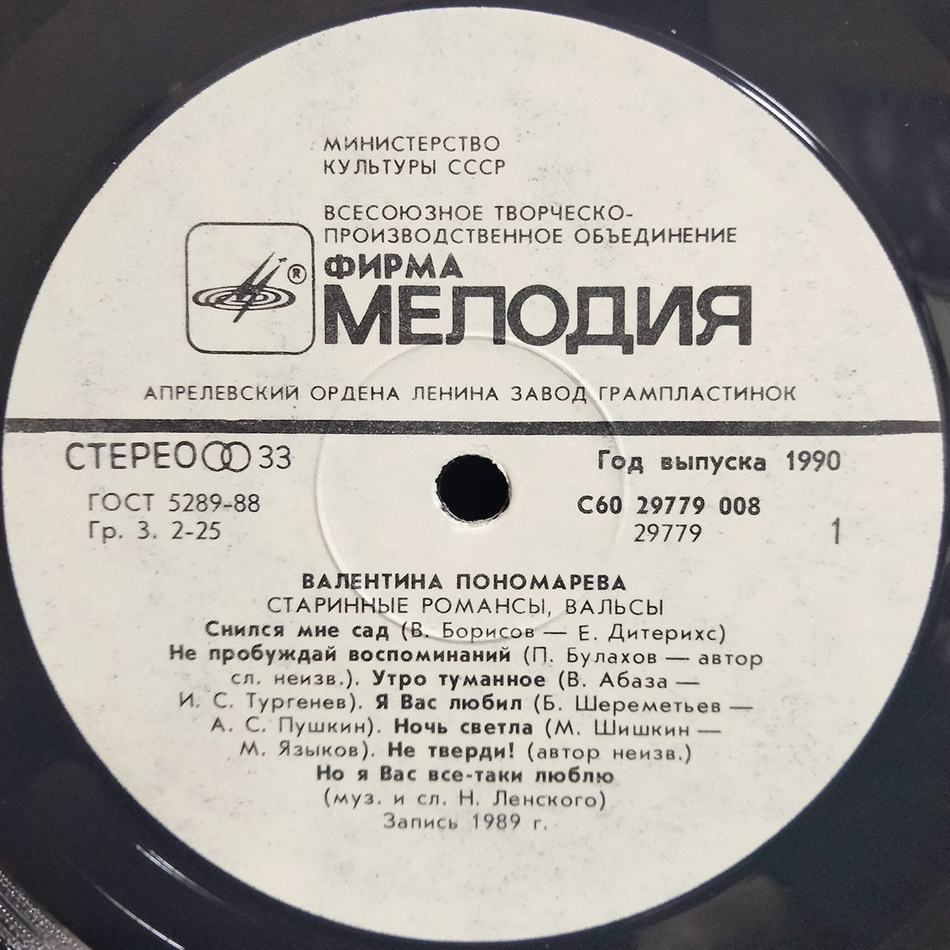 МИНИСТЕРСТВО
КУЛЬТУРЫ СССР
ВСЕСОЮЗНОЕ ТВОРЧЕСКО-
ПРОИЗВОДСТВЕННОЕ ОБЪЕДИНЕНИЕ
ФИРМА
®
МЕЛОДИЯ
АПРЕЛЕВСКИЙ ОРДЕНА ЛЕНИНА ЗАВОД ГРАМПЛАСТИНОК
СТЕРЕО 33
Год выпуска 1990
ГОСТ 5289-88
С60 29779 008
Гр. 3. 2-25
29779
1
ВАЛЕНТИНА ПОНОМАРЕВА
СТАРИННЫЕ РОМАНСЫ, ВАЛЬСЫ
Снился мне сад (В. Борисов — Е. Дитерихс)
Не пробуждай воспоминаний (П. Булахов — автор
сл. неизв.). Утро туманное (В. Абаза —
И. С. Тургенев). Я Вас любил (Б. Шереметьев —
А. С. Пушкин). Ночь светла (М. Шишкин —
М. Языков). Не тверди! (автор неизв.)
Но я Вас все-таки люблю
(муз. и сл. Н. Ленского)
Запись 1989 г.